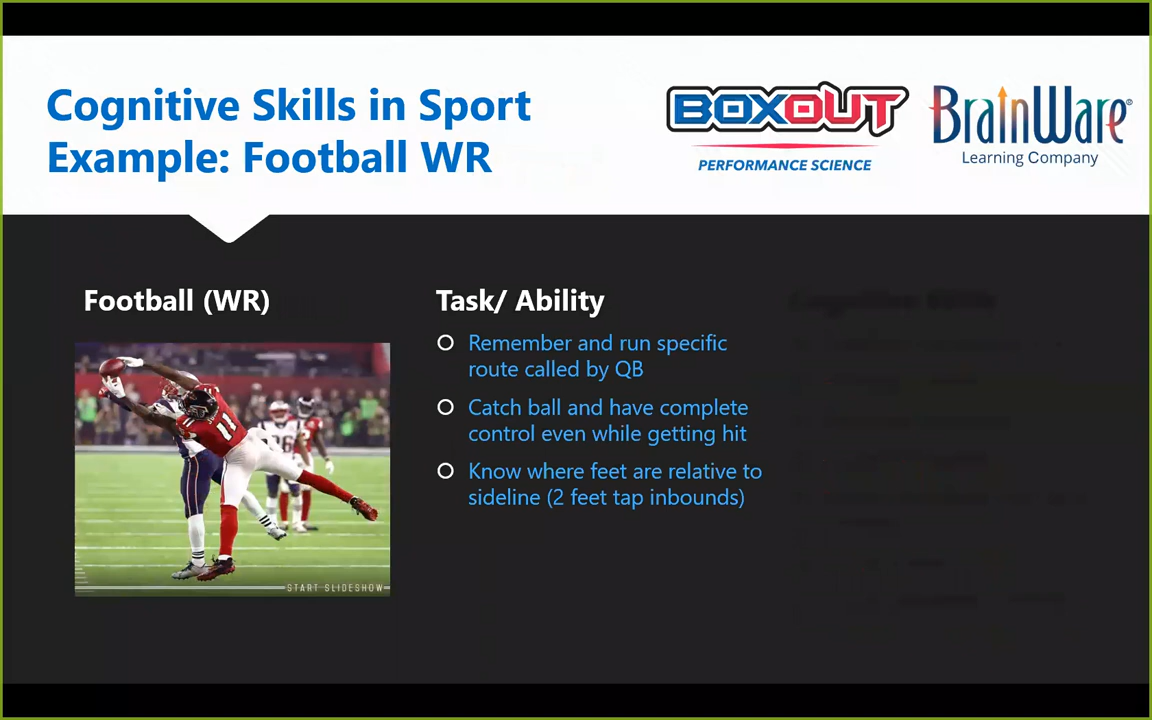 Cognitive Skills in Sport
Example: Football WR
BOXOUT
PERFORMANCE SCIENCE
BrainWare®
Learning Company
Football (WR)
11
START SLIDESHOW
Task/ Ability
Remember and run specific
route called by QB
Catch ball and have complete
control even while getting hit
Know where feet are relative to
sideline (2 feet tap inbounds)